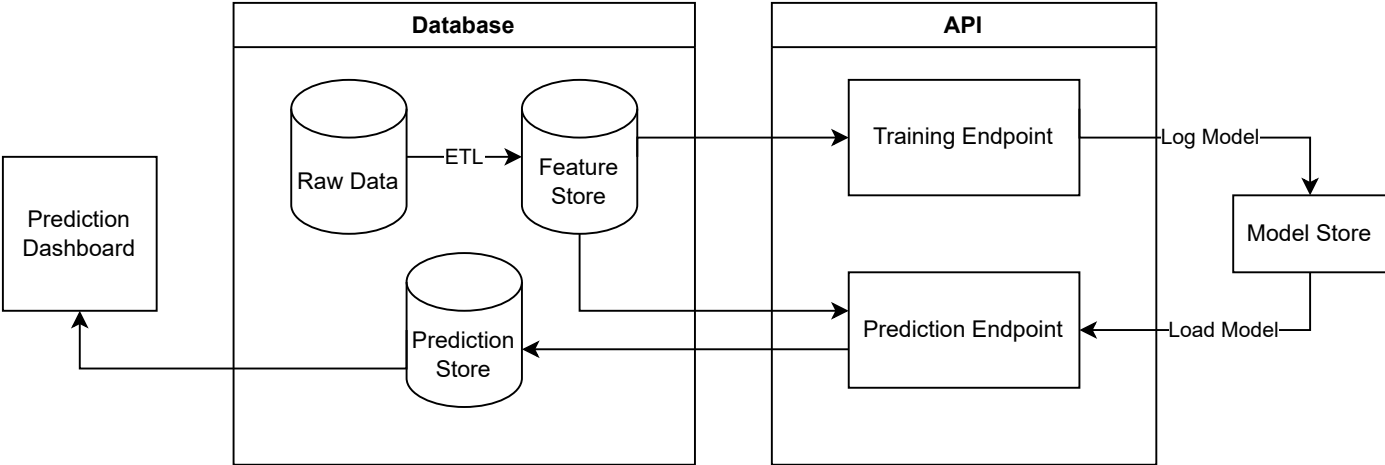 Database
API
Raw Data
ETL
Feature
Store
Training Endpoint
Log Model
Prediction
Dashboard
Model Store
Prediction
Store
Prediction Endpoint
Load Model